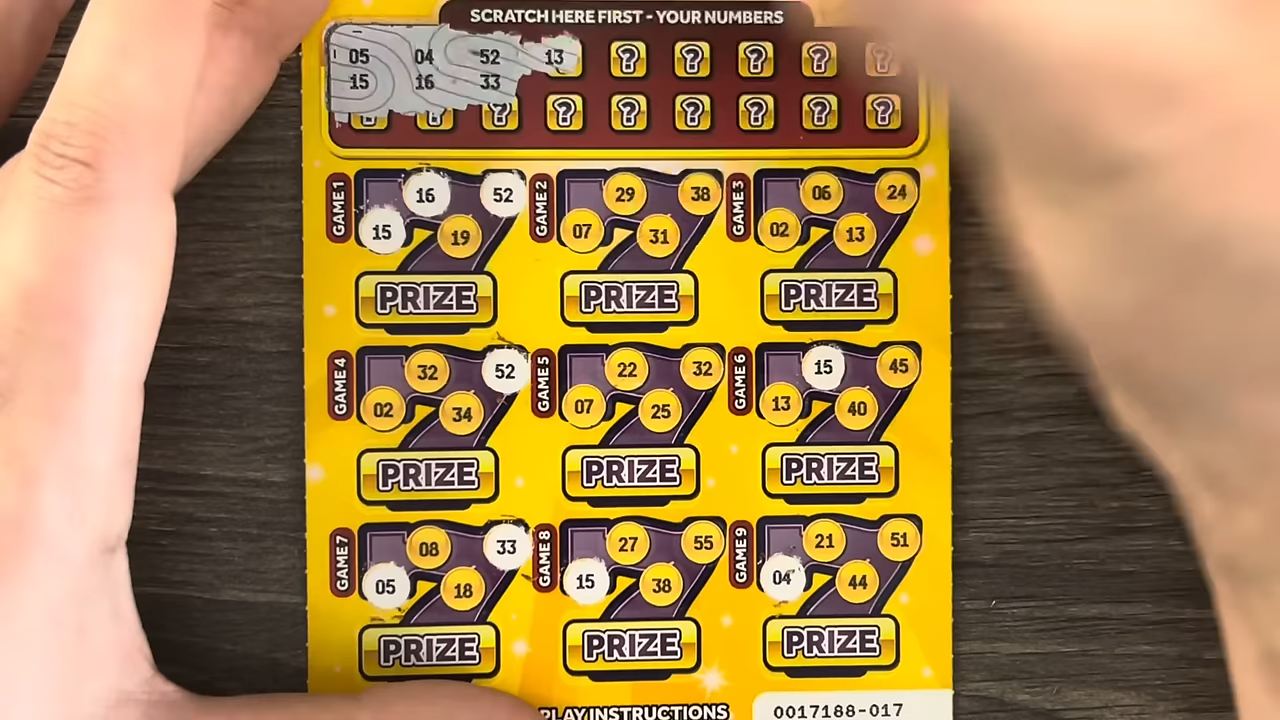 SCRATCH HERE FIRST - YOUR NUMBERS
05 04 52 13 ? ? ? ? ?
15 16 33
? ? ? ? ? ? ? ? ?
GAME 1 16 52 15 19 PRIZE
GAME 2 29 38 07 31 PRIZE
GAME 3 06 24 02 13 PRIZE
GAME 4 32 52 02 34 PRIZE
GAME 5 22 32 07 25 PRIZE
GAME 6 15 45 13 40 PRIZE
GAME 7 08 33 05 18 PRIZE
GAME 8 27 55 15 38 PRIZE
GAME 9 21 51 04 44 PRIZE
PLAY INSTRUCTIONS
0017188-017